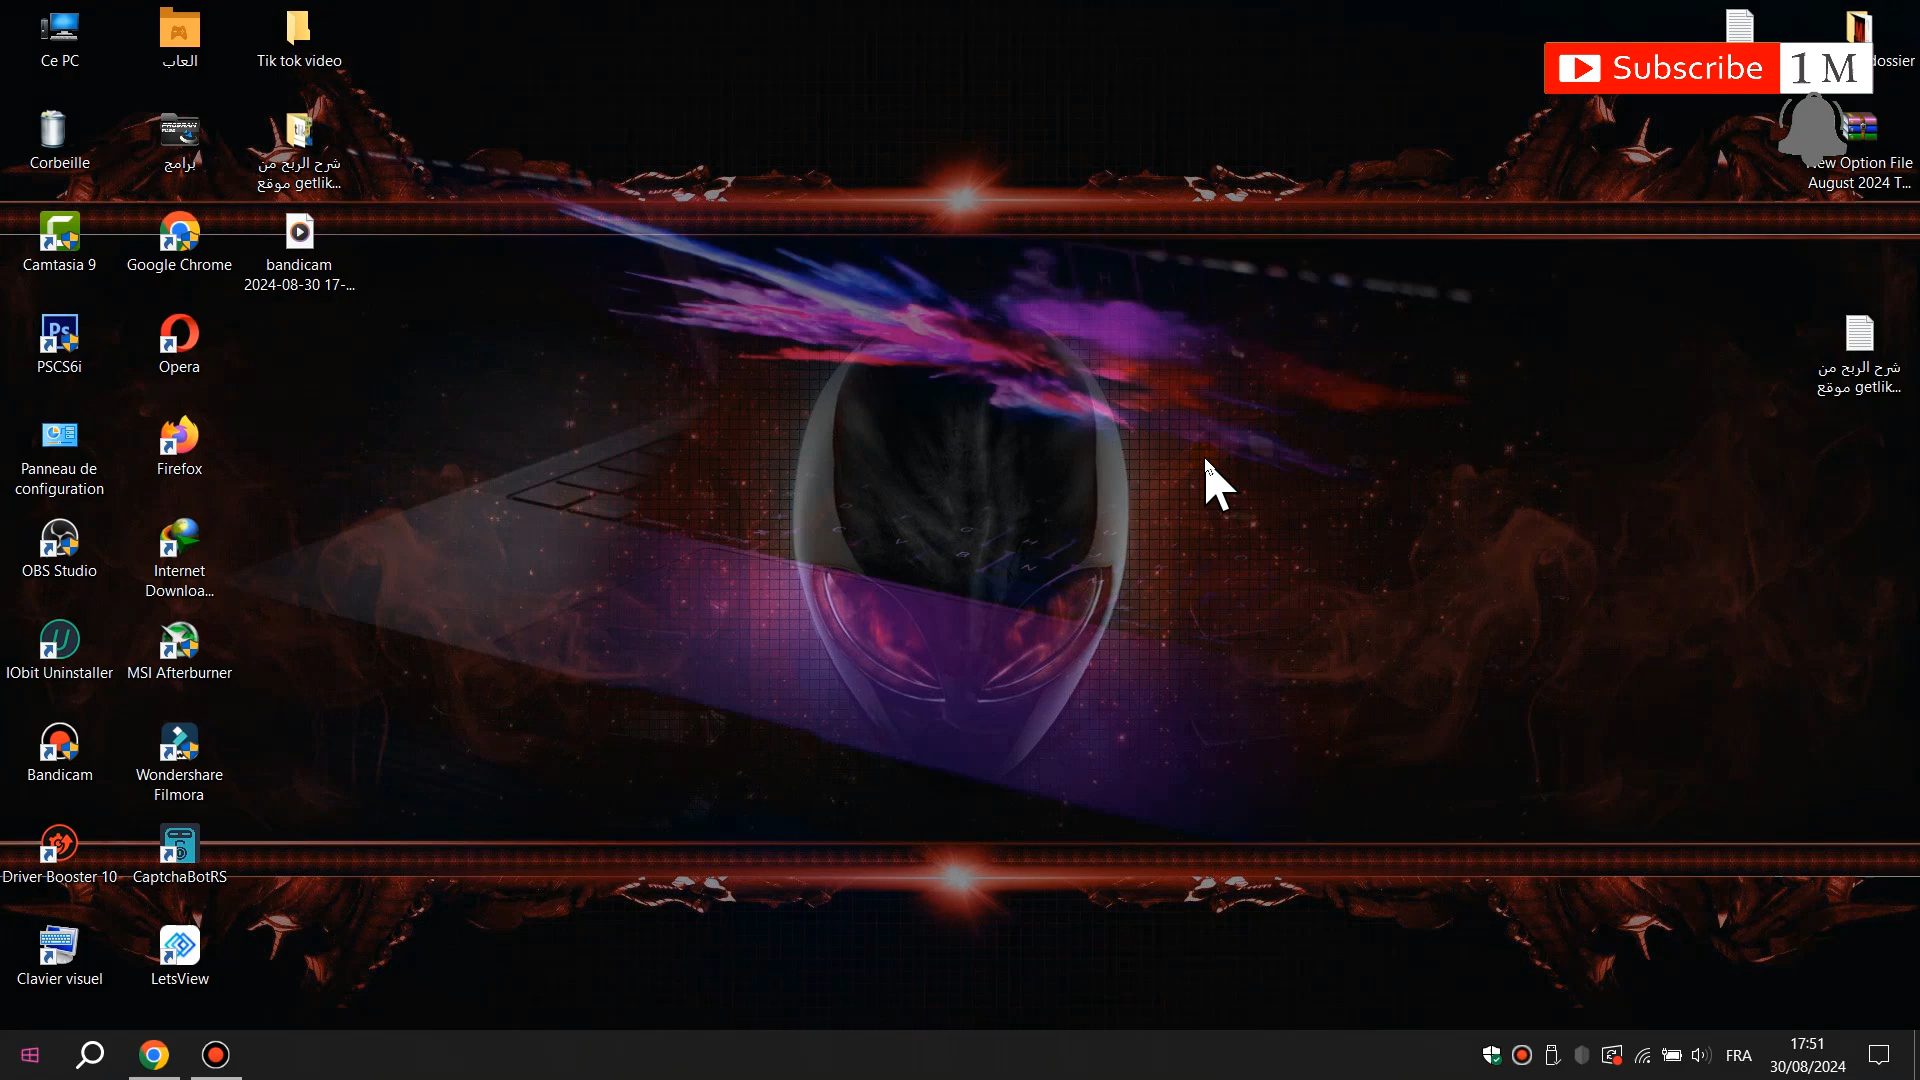 Ce PC
العاب
Tik tok video
dossier
Subscribe
1 M
Corbeille
برامج
شرح الربح من
موقع getlik...
New Option File
August 2024 T...
Camtasia 9
Google Chrome
bandicam
2024-08-30 17-...
PSCS6i
Ps
Opera
شرح الربح من
موقع getlik...
Panneau de
configuration
Firefox
OBS Studio
Internet
Downloa...
IObit Uninstaller
MSI Afterburner
Bandicam
Wondershare
Filmora
Driver Booster 10
CaptchaBotRS
Clavier visuel
LetsView
FRA
17:51
30/08/2024